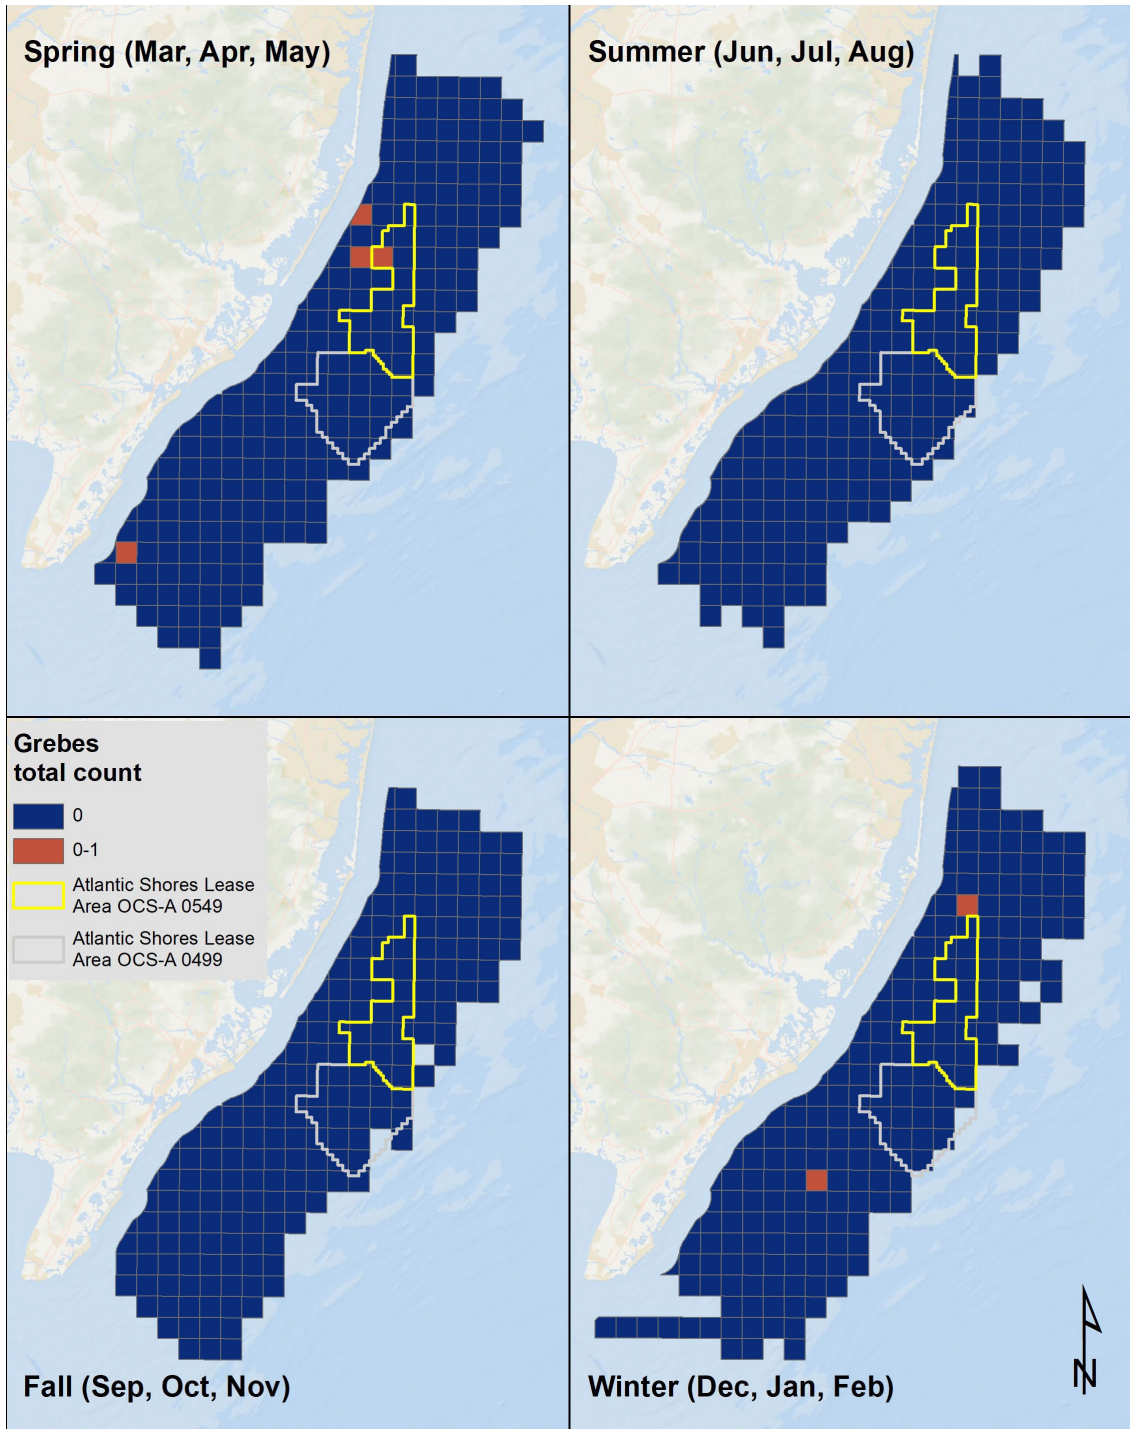 Spring (Mar, Apr, May)
Summer (Jun, Jul, Aug)
Grebes
total count
0
0-1
Atlantic Shores Lease
Area OCS-A 0549
Atlantic Shores Lease
Area OCS-A 0499
Fall (Sep, Oct, Nov)
Winter (Dec, Jan, Feb)
N